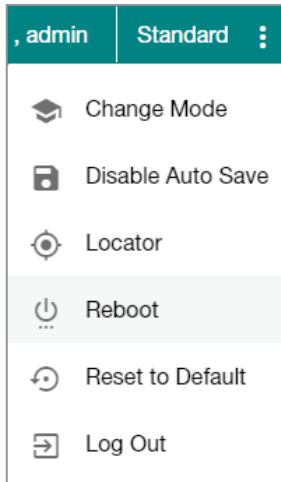 , admin Standard
Change Mode
Disable Auto Save
Locator
Reboot
Reset to Default
Log Out